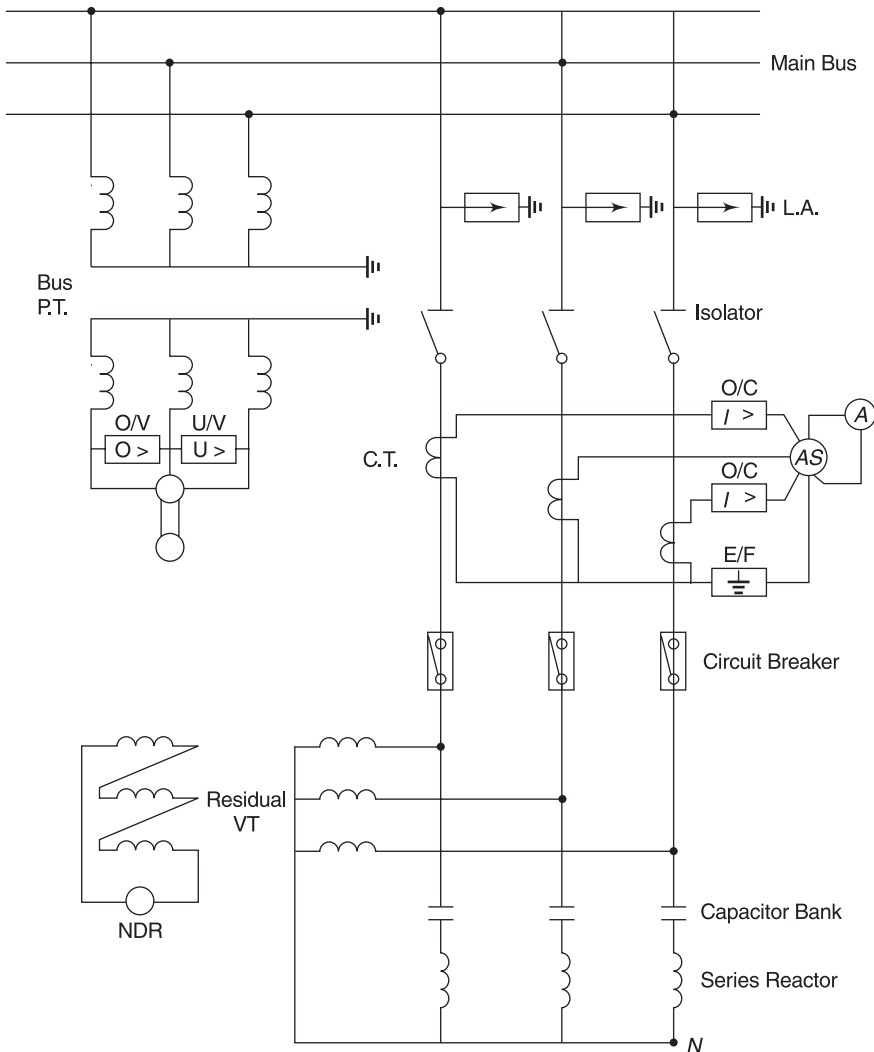 Main Bus
L.A.
Bus
P.T.
Isolator
O/V
U/V
O >
U >
O/C
I >
A
C.T.
AS
O/C
I >
E/F
Circuit Breaker
Residual
VT
NDR
Capacitor Bank
Series Reactor
N